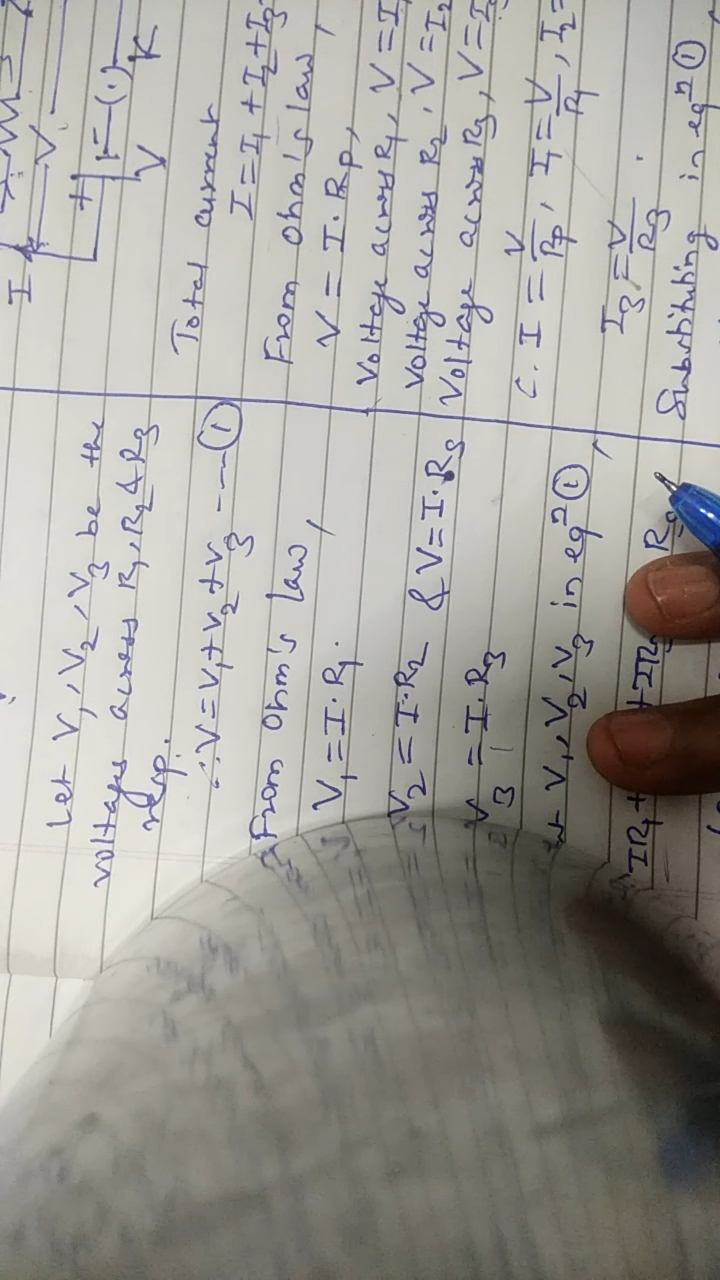 Let V1, V2, V3 be the
voltages across R1, R2 & R3
resp.
∴ V = V1 + V2 + V3 --- ①
From Ohm's law,
V1 = I·R1.
V2 = I·R2 & V = I·RS
V3 = I·R3
V1, V2, V3 in eqn ①,
IR1 + IR2 +
I
V
+ - (·)
V K
Total current
I = I1 + I2 + I3
From Ohm's law,
V = I·RP,
Voltage across R1, V = I
Voltage across R2, V = I2
Voltage across R3, V = I
I = V/RP, I1 = V/R1, I2 =
I3 = V/R3.
Substituting in eqn ①